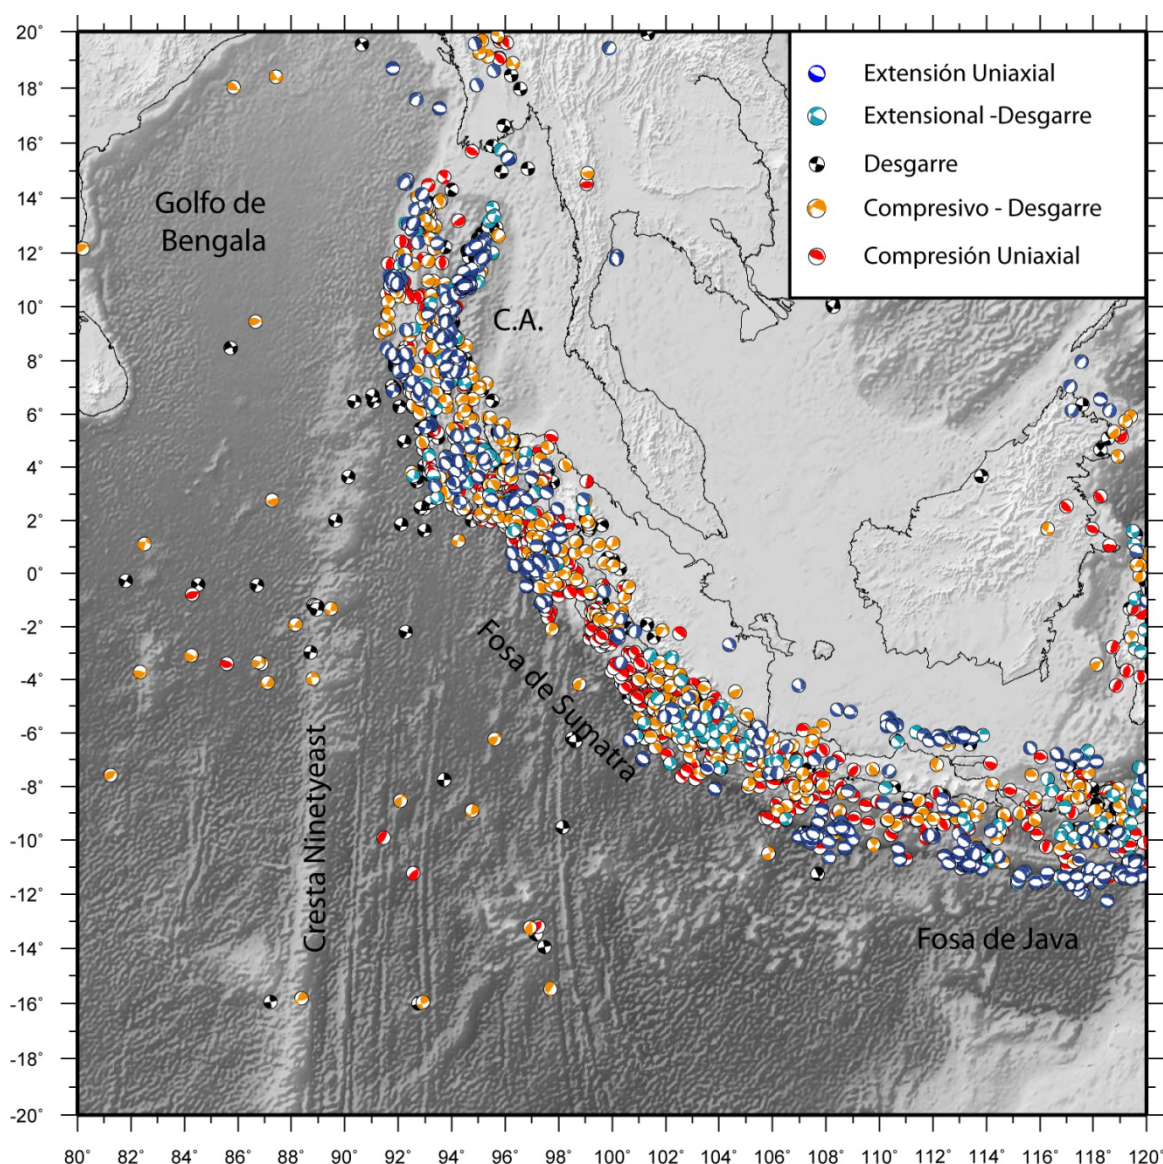 20°
18°
16°
14°
12°
10°
8°
6°
4°
2°
0°
-2°
-4°
-6°
-8°
-10°
-12°
-14°
-16°
-18°
-20°
Extensión Uniaxial
Extensional -Desgarre
Desgarre
Compresivo - Desgarre
Compresión Uniaxial
Golfo de
Bengala
C.A.
Fosa de Sumatra
Cresta Ninetyeast
Fosa de Java
80° 82° 84° 86° 88° 90° 92° 94° 96° 98° 100° 102° 104° 106° 108° 110° 112° 114° 116° 118° 120°